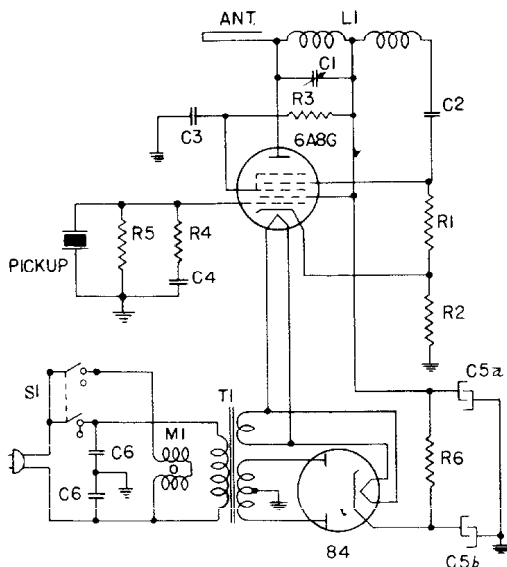 ANT.
L1
C1
R3
C2
C3
6A8G
R5
R4
R1
PICKUP
C4
R2
S1
T1
C5a
M1
C6
R6
C6
84
C5b